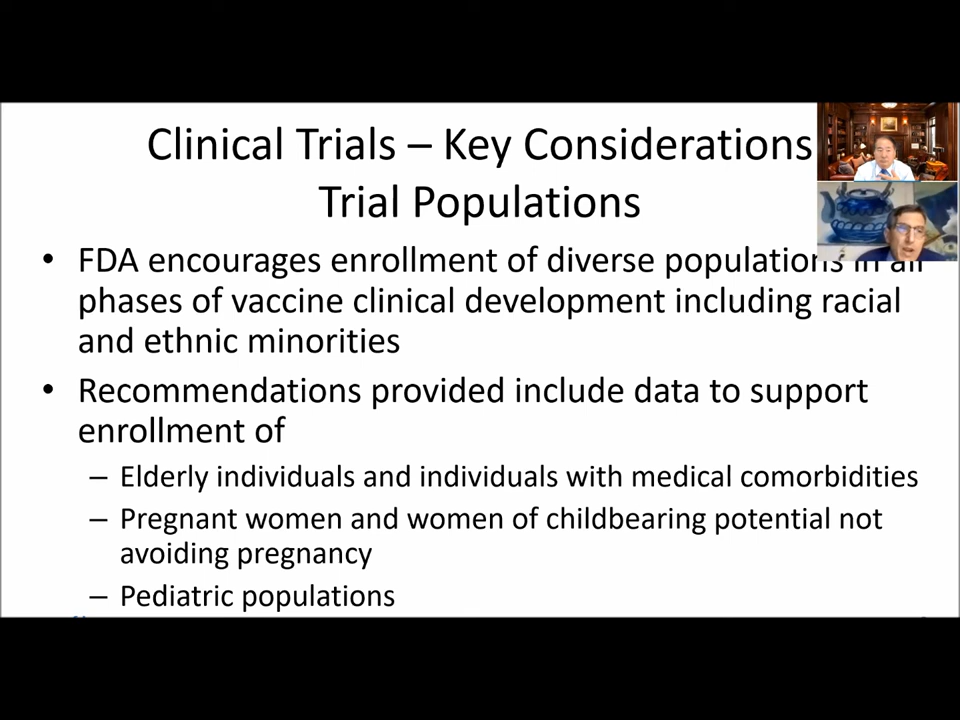 Clinical Trials – Key Considerations
Trial Populations
• FDA encourages enrollment of diverse populations in all
phases of vaccine clinical development including racial
and ethnic minorities
• Recommendations provided include data to support
enrollment of
– Elderly individuals and individuals with medical comorbidities
– Pregnant women and women of childbearing potential not
avoiding pregnancy
– Pediatric populations